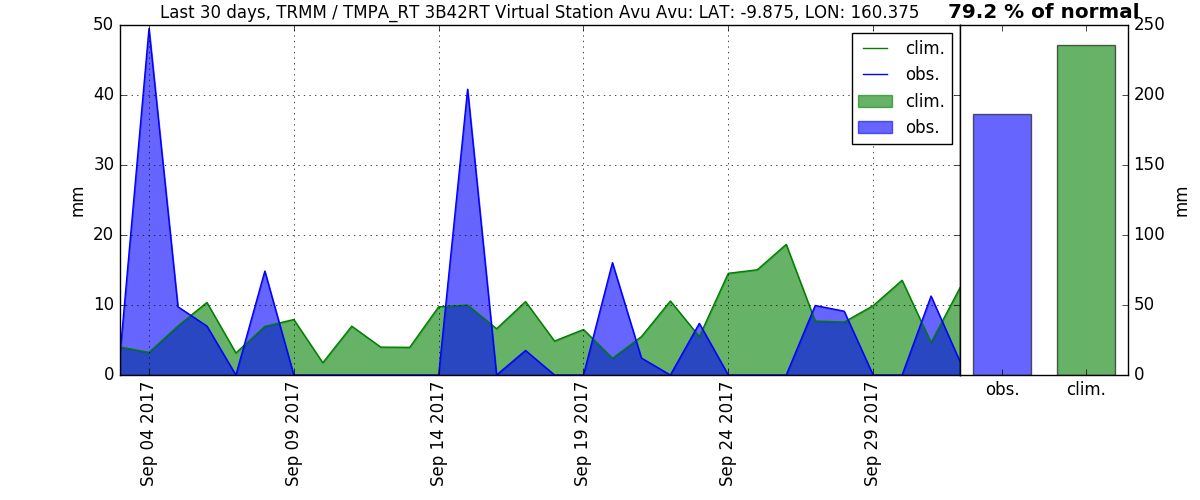 Last 30 days, TRMM / TMPA_RT 3B42RT Virtual Station Avu Avu: LAT: -9.875, LON: 160.375
79.2 % of normal
50
40
30
20
10
0
mm
clim.
obs.
clim.
obs.
Sep 04 2017
Sep 09 2017
Sep 14 2017
Sep 19 2017
Sep 24 2017
Sep 29 2017
250
200
150
100
50
0
mm
obs.
clim.